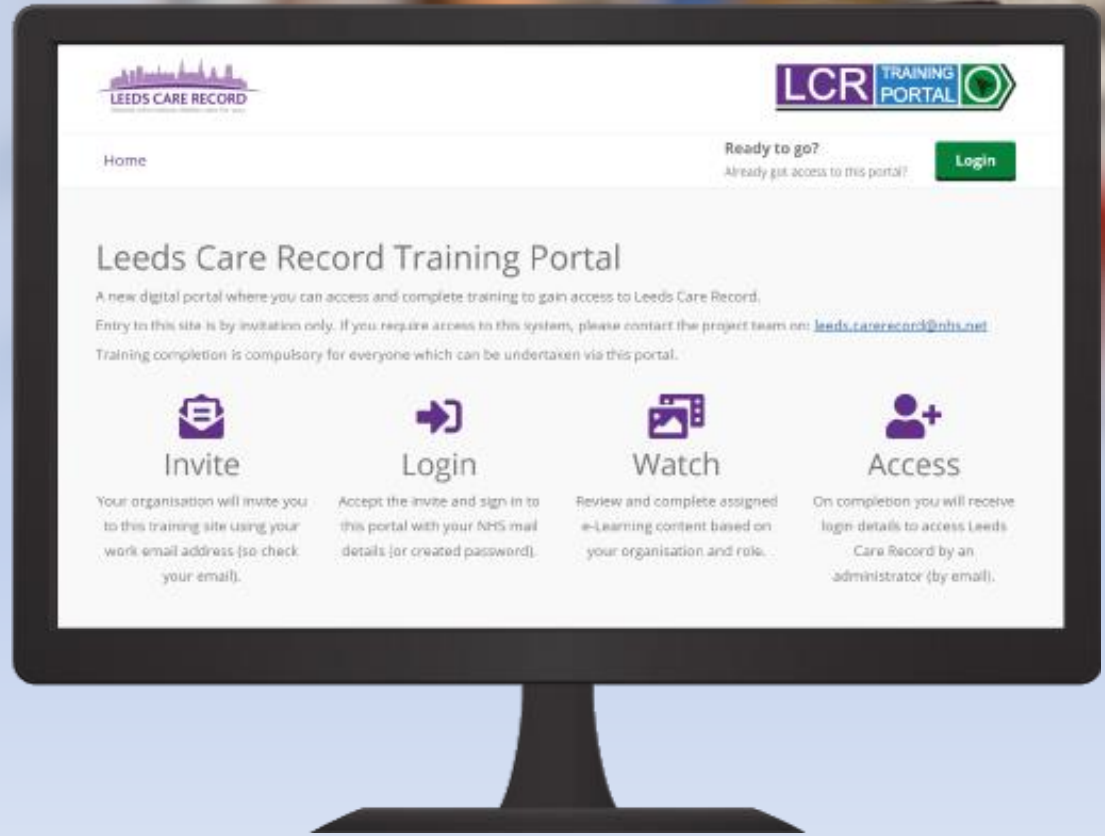 LEEDS CARE RECORD
LCR TRAINING
PORTAL
Home
Ready to go?
Already got access to this portal?
Login
Leeds Care Record Training Portal
A new digital portal where you can access and complete training to gain access to Leeds Care Record.
Entry to this site is by invitation only. If you require access to this system, please contact the project team on: leeds.carerecord@nhs.net
Training completion is compulsory for everyone which can be undertaken via this portal.
Invite
Your organisation will invite you
to this training site using your
work email address (so check
your email).
Login
Accept the invite and sign in to
this portal with your NHS mail
details (or created password).
Watch
Review and complete assigned
e-Learning content based on
your organisation and role.
Access
On completion you will receive
login details to access Leeds
Care Record by an
administrator (by email).